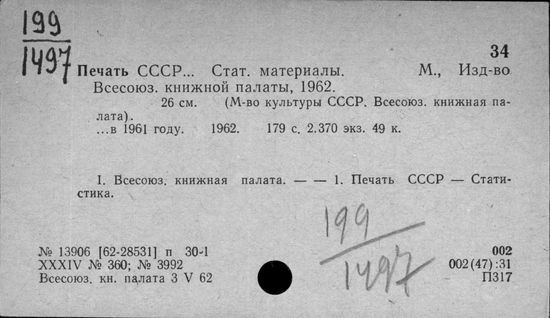 199
1497
34
Печать СССР... Стат. материалы. М., Изд-во
Всесоюз. книжной палаты, 1962.
26 см. (М-во культуры СССР. Всесоюз. книжная па-
лата).
...в 1961 году. 1962. 179 с. 2.370 экз. 49 к.
I. Всесоюз. книжная палата. — — 1. Печать СССР — Стати-
стика.
199
1497
№ 13906 [62-28531] п 30-1
XXXIV № 360; № 3992
Всесоюз. кн. палата 3 V 62
002
002(47):31
П317